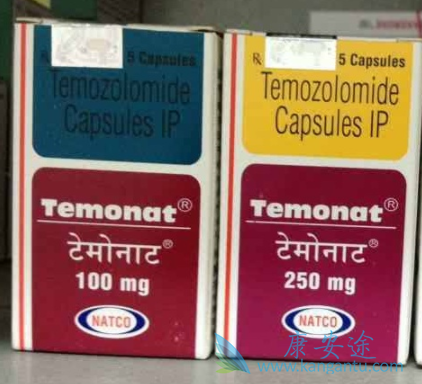 ℞ 5 Capsules
Temozolomide
Capsules IP
Temonat®
टेमोनाट®
100 mg
NATCO
℞ 5 Capsules
Temozolomide
Capsules IP
Temonat®
टेमोनाट®
250 mg
NATCO
康安途
www.kangantu.com